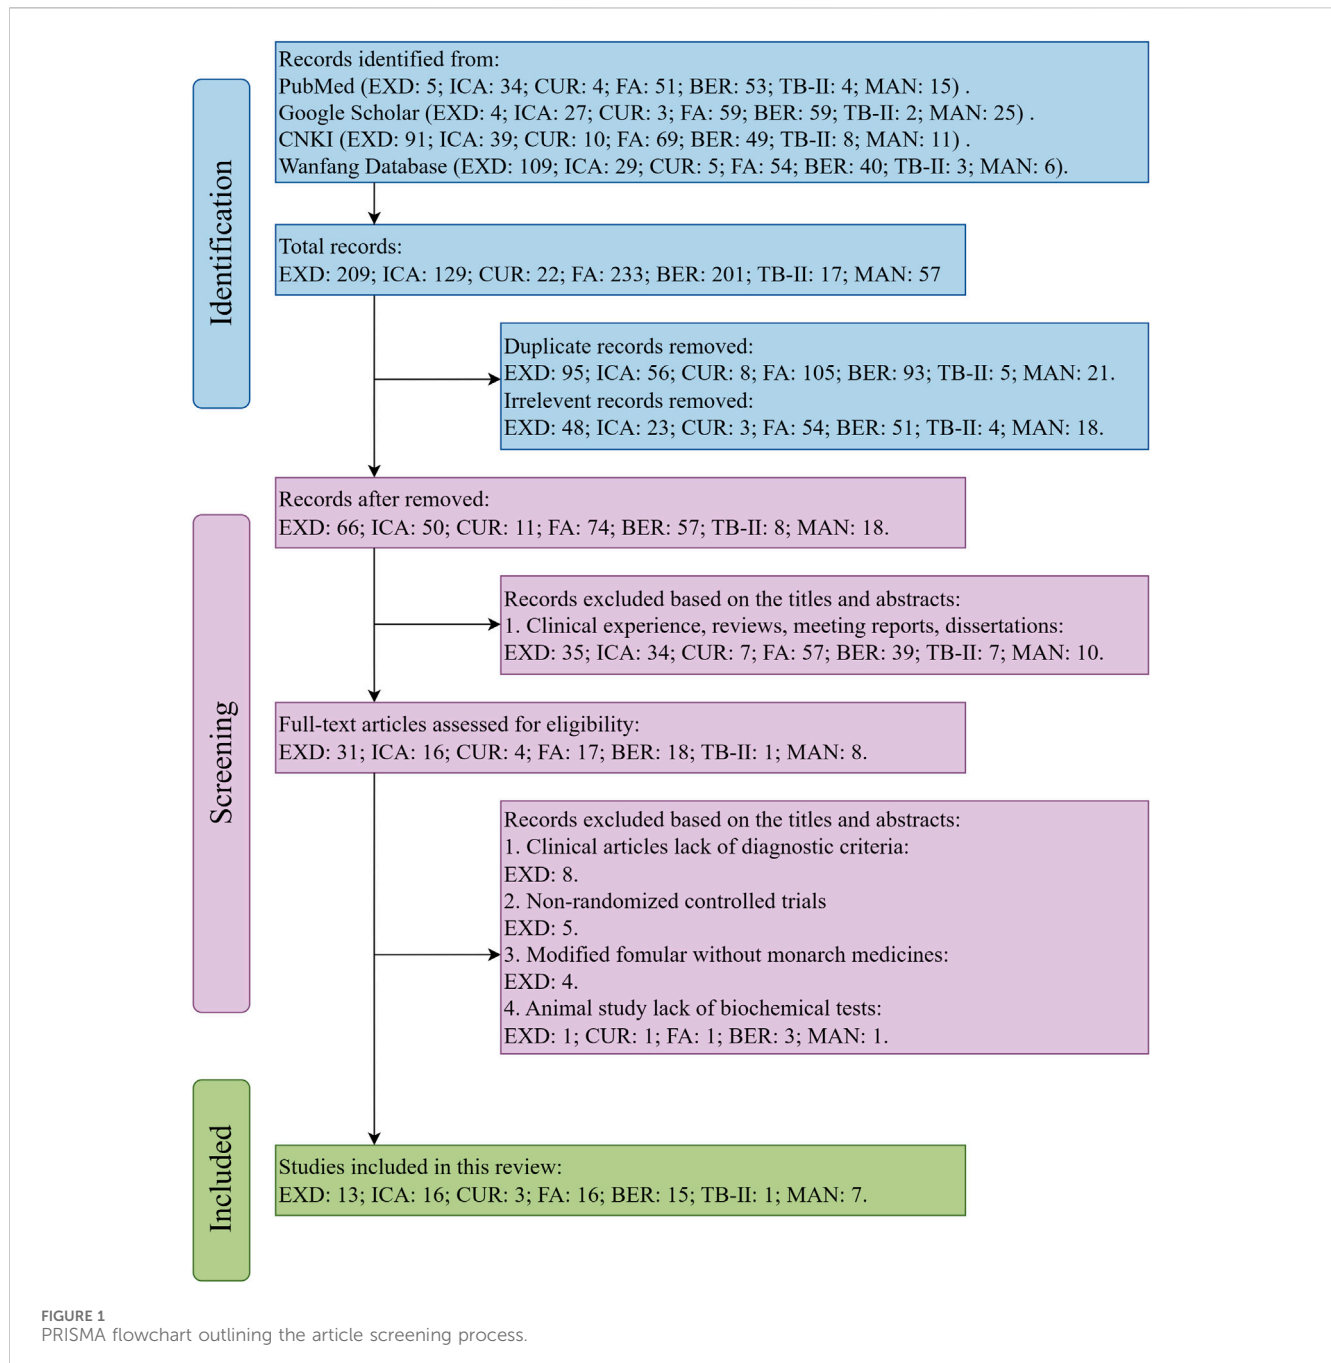 Identification
Records identified from:
PubMed (EXD: 5; ICA: 34; CUR: 4; FA: 51; BER: 53; TB-II: 4; MAN: 15) .
Google Scholar (EXD: 4; ICA: 27; CUR: 3; FA: 59; BER: 59; TB-II: 2; MAN: 25) .
CNKI (EXD: 91; ICA: 39; CUR: 10; FA: 69; BER: 49; TB-II: 8; MAN: 11) .
Wanfang Database (EXD: 109; ICA: 29; CUR: 5; FA: 54; BER: 40; TB-II: 3; MAN: 6).
Total records:
EXD: 209; ICA: 129; CUR: 22; FA: 233; BER: 201; TB-II: 17; MAN: 57
Duplicate records removed:
EXD: 95; ICA: 56; CUR: 8; FA: 105; BER: 93; TB-II: 5; MAN: 21.
Irrelevent records removed:
EXD: 48; ICA: 23; CUR: 3; FA: 54; BER: 51; TB-II: 4; MAN: 18.
Screening
Records after removed:
EXD: 66; ICA: 50; CUR: 11; FA: 74; BER: 57; TB-II: 8; MAN: 18.
Records excluded based on the titles and abstracts:
1. Clinical experience, reviews, meeting reports, dissertations:
EXD: 35; ICA: 34; CUR: 7; FA: 57; BER: 39; TB-II: 7; MAN: 10.
Full-text articles assessed for eligibility:
EXD: 31; ICA: 16; CUR: 4; FA: 17; BER: 18; TB-II: 1; MAN: 8.
Records excluded based on the titles and abstracts:
1. Clinical articles lack of diagnostic criteria:
EXD: 8.
2. Non-randomized controlled trials
EXD: 5.
3. Modified fomular without monarch medicines:
EXD: 4.
4. Animal study lack of biochemical tests:
EXD: 1; CUR: 1; FA: 1; BER: 3; MAN: 1.
Included
Studies included in this review:
EXD: 13; ICA: 16; CUR: 3; FA: 16; BER: 15; TB-II: 1; MAN: 7.
FIGURE 1
PRISMA flowchart outlining the article screening process.